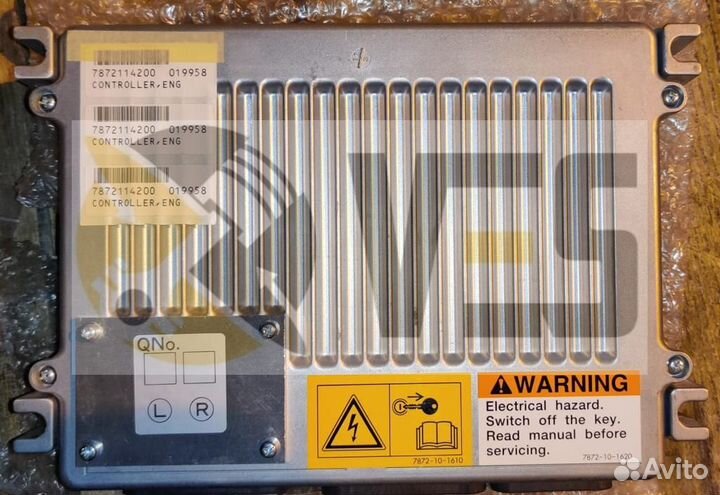 7872114200 019958
CONTROLLER,ENG
7872114200 019958
CONTROLLER,ENG
7872114200 019958
CONTROLLER,ENG
VES
QNo.
L R
7872-10-1610
WARNING
Electrical hazard.
Switch off the key.
Read manual before
servicing.
7872-10-1620
Avito